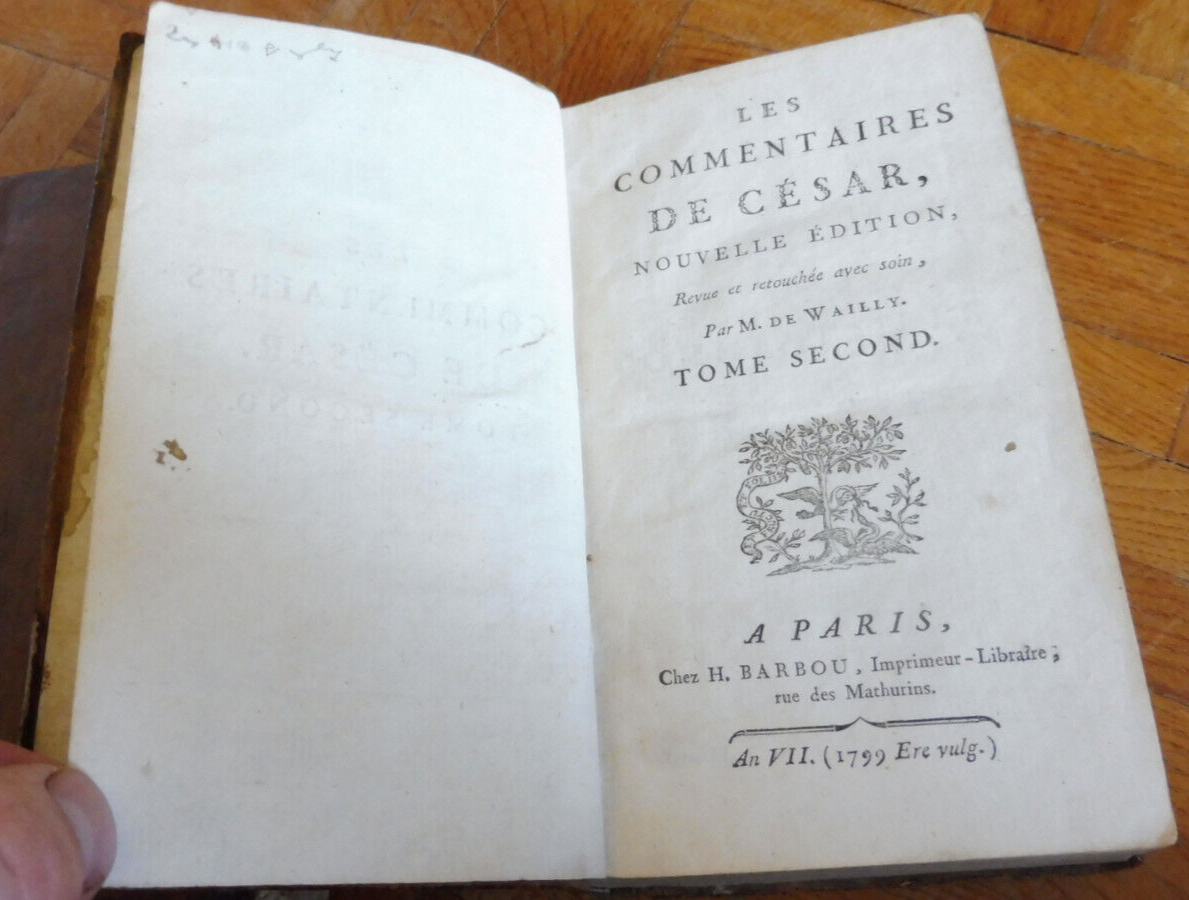 LES
COMMENTAIRES
DE CÉSAR,
NOUVELLE ÉDITION,
Revue et retouchée avec soin,
Par M. DE WAILLY.
TOME SECOND.
A PARIS,
Chez H. BARBOU, Imprimeur-Libraire;
rue des Mathurins.
An VII. (1799 Ere vulg.)